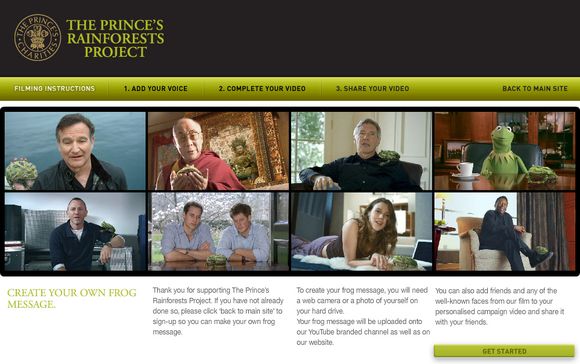 THE PRINCE'S CHARITIES
THE PRINCE'S
RAINFORESTS
PROJECT
FILMING INSTRUCTIONS
1. ADD YOUR VOICE
2. COMPLETE YOUR VIDEO
3. SHARE YOUR VIDEO
BACK TO MAIN SITE
CREATE YOUR OWN FROG
MESSAGE.
Thank you for supporting The Prince's
Rainforests Project. If you have not already
done so, please click 'back to main site' to
sign-up so you can make your own frog
message.
To create your frog message, you will need
a web camera or a photo of yourself on
your hard drive.
Your frog message will be uploaded onto
our YouTube branded channel as well as on
our website.
You can also add friends and any of the
well-known faces from our film to your
personalised campaign video and share it
with your friends.
GET STARTED